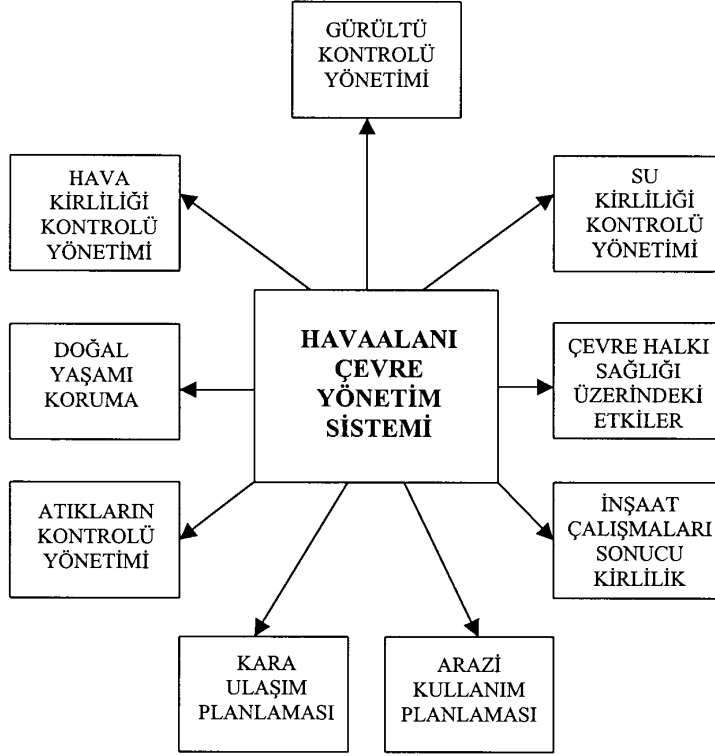 GÜRÜLTÜ
KONTROLÜ
YÖNETİMİ
HAVA
KİRLİLİĞİ
KONTROLÜ
YÖNETİMİ
SU
KİRLİLİĞİ
KONTROLÜ
YÖNETİMİ
HAVAALANI
ÇEVRE
YÖNETİM
SİSTEMİ
DOĞAL
YAŞAMI
KORUMA
ÇEVRE HALKI
SAĞLIĞI
ÜZERİNDEKİ
ETKİLER
ATIKLARIN
KONTROLÜ
YÖNETİMİ
İNŞAAT
ÇALIŞMALARI
SONUCU
KİRLİLİK
KARA
ULAŞIM
PLANLAMASI
ARAZİ
KULLANIM
PLANLAMASI